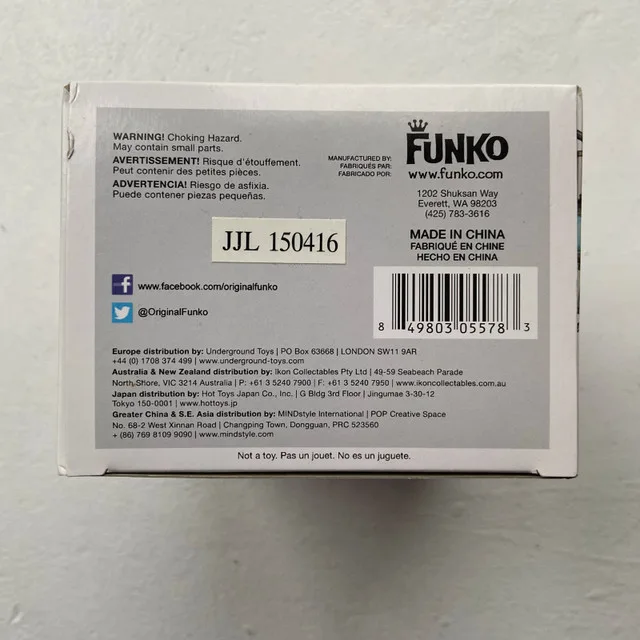 WARNING! Choking Hazard.
May contain small parts.
AVERTISSEMENT! Risque d'étouffement.
Peut contenir des petites pièces.
ADVERTENCIA! Riesgo de asfixia.
Puede contener piezas pequeñas.
MANUFACTURED BY:
FABRIQUÉS PAR:
FABRICADO POR:
FUNKO
www.funko.com
1202 Shuksan Way
Everett, WA 98203
(425) 783-3616
MADE IN CHINA
FABRIQUÉ EN CHINE
HECHO EN CHINA
JJL 150416
www.facebook.com/originalfunko
@OriginalFunko
8 49803 05578 3
Europe distribution by: Underground Toys | PO Box 63668 | LONDON SW11 9AR
+44 (0) 1708 374 499 | www.underground-toys.com
Australia & New Zealand distribution by: Ikon Collectables Pty Ltd | 49-59 Seabeach Parade
North Shore, VIC 3214 Australia | P: +61 3 5240 7900 | F: +61 3 5240 7950 | www.ikoncollectables.com.au
Japan distribution by: Hot Toys Japan Co., Inc. | G Bldg 3rd Floor | Jingumae 3-30-12
Tokyo 150-0001 | www.hottoys.jp
Greater China & S.E. Asia distribution by: MINDstyle International | POP Creative Space
No. 68-2 West Xinnan Road | Changping Town, Dongguan, PRC 523560
+ (86) 769 8109 9090 | www.mindstyle.com
Not a toy. Pas un jouet. No es un juguete.